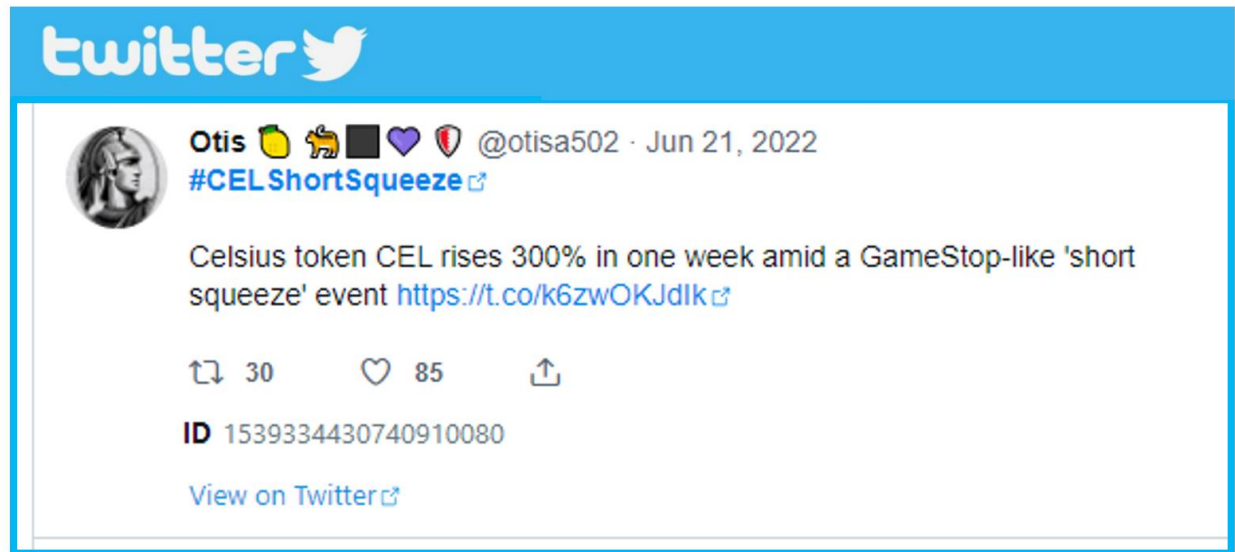 twitter
Otis 🍋 🐅⬛💜🛡 @otisa502 · Jun 21, 2022
#CELShortSqueeze
Celsius token CEL rises 300% in one week amid a GameStop-like 'short
squeeze' event https://t.co/k6zwOKJdlk
30 85
ID 1539334430740910080
View on Twitter